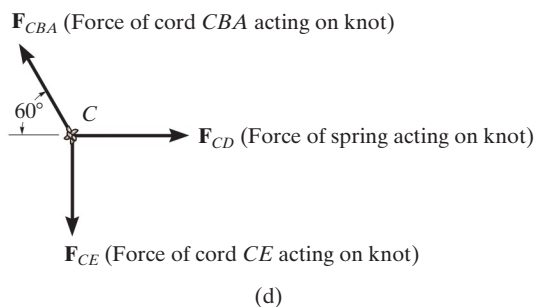 F_CBA (Force of cord CBA acting on knot)
60°
C
F_CD (Force of spring acting on knot)
F_CE (Force of cord CE acting on knot)
(d)